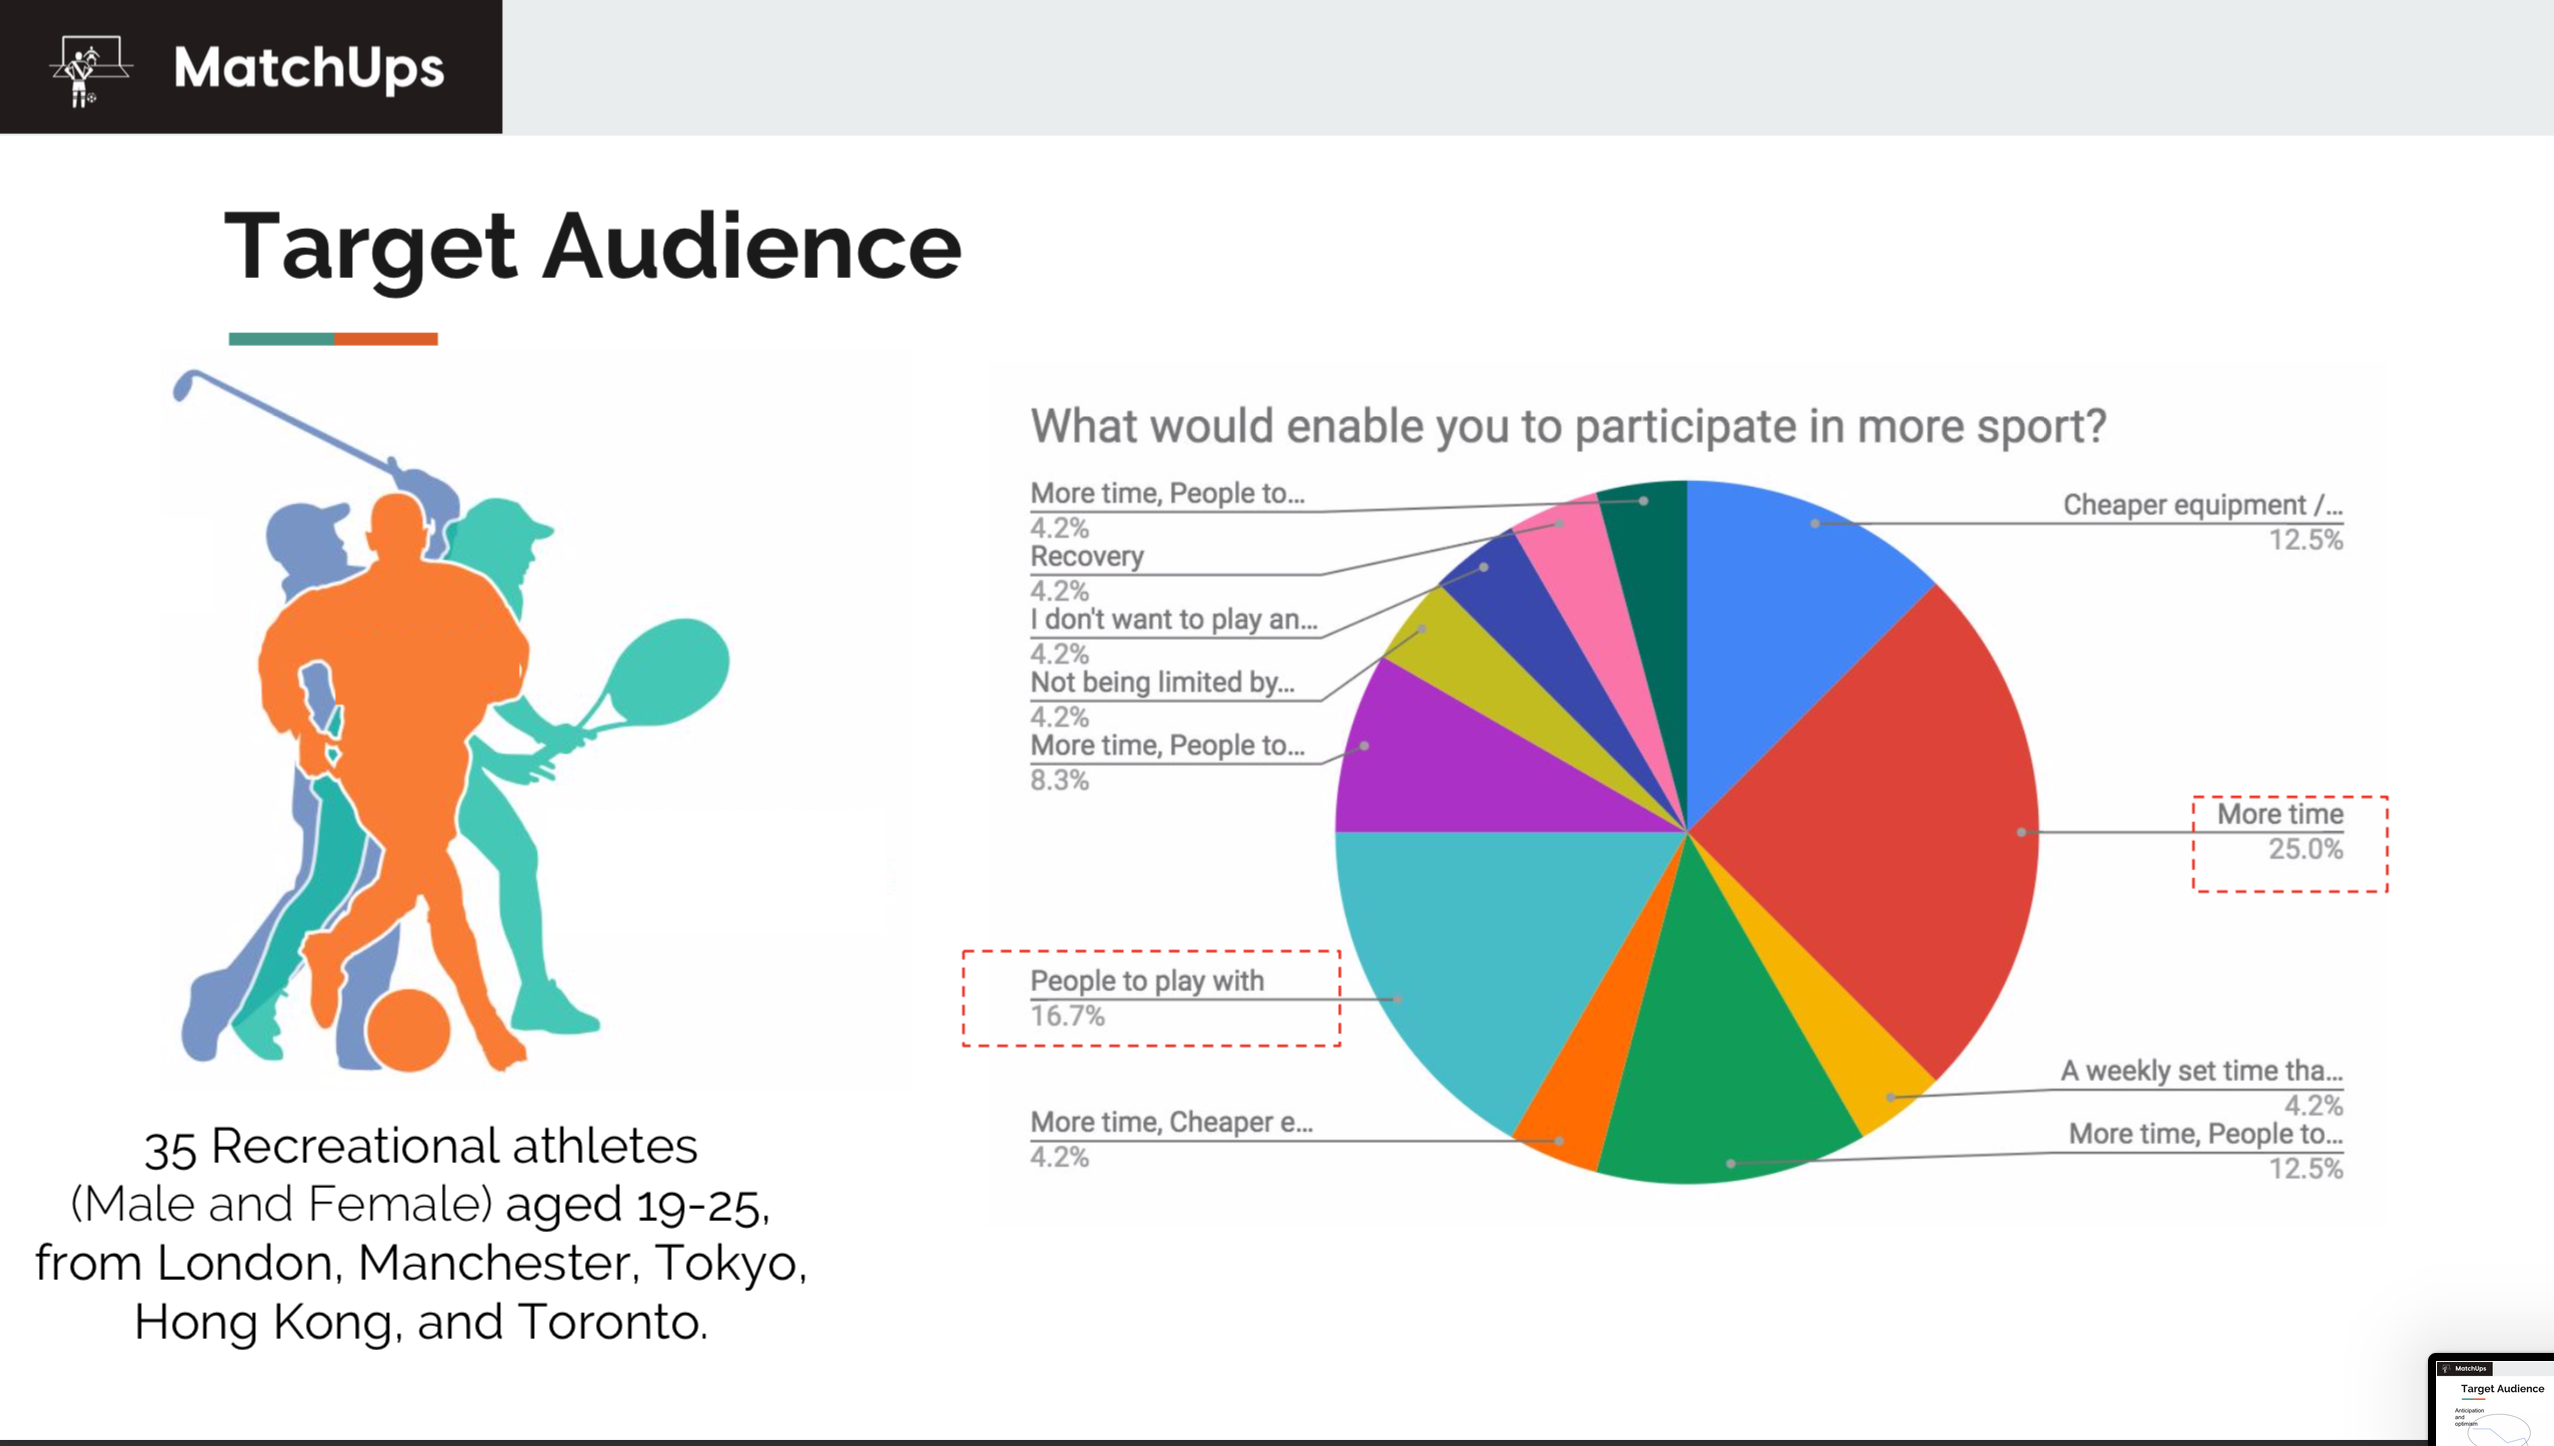 MatchUps
Target Audience
What would enable you to participate in more sport?
More time, People to...
4.2%
Recovery
4.2%
I don't want to play an...
4.2%
Not being limited by...
4.2%
More time, People to...
8.3%
People to play with
16.7%
More time, Cheaper e...
4.2%
Cheaper equipment /...
12.5%
More time
25.0%
A weekly set time tha...
4.2%
More time, People to...
12.5%
35 Recreational athletes
(Male and Female) aged 19-25,
from London, Manchester, Tokyo,
Hong Kong, and Toronto.
MatchUps
Target Audience
Anticipation
and
optimism